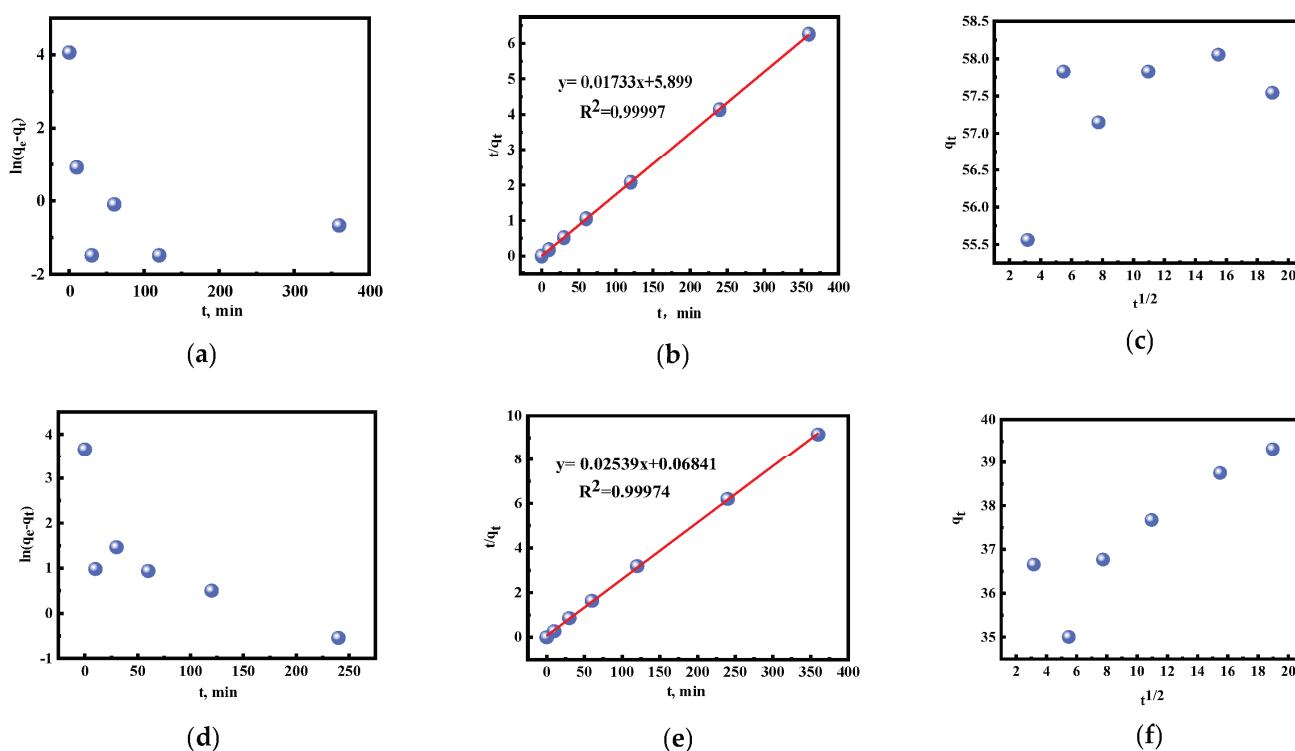 4
2
0
-2
ln(qe-qt)
0 100 200 300 400
t, min
(a)
6
5
4
3
2
1
0
t/qt
y= 0.01733x+5.899
R2=0.99997
0 50 100 150 200 250 300 350 400
t, min
(b)
58.5
58.0
57.5
57.0
56.5
56.0
55.5
qt
2 4 6 8 10 12 14 16 18 20
t1/2
(c)
4
3
2
1
0
-1
ln(qe-qt)
0 50 100 150 200 250
t, min
(d)
10
8
6
4
2
0
t/qt
y= 0.02539x+0.06841
R2=0.99974
0 50 100 150 200 250 300 350 400
t, min
(e)
40
39
38
37
36
35
qt
2 4 6 8 10 12 14 16 18 20
t1/2
(f)